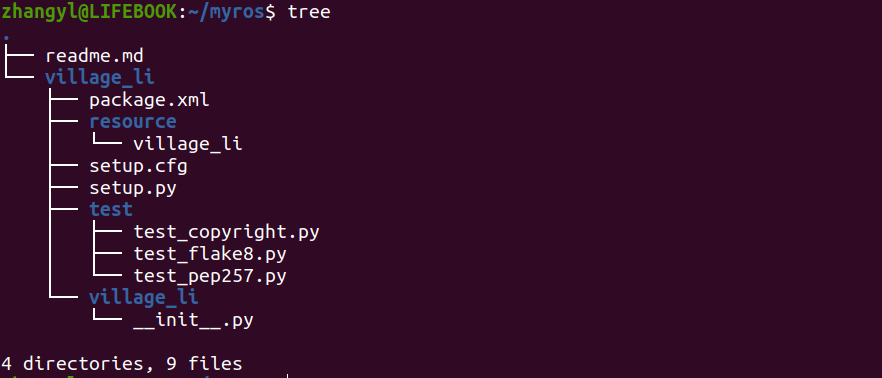 zhangyl@LIFEBOOK:~/myros$ tree
.
├── readme.md
└── village_li
    ├── package.xml
    ├── resource
    │   └── village_li
    ├── setup.cfg
    ├── setup.py
    ├── test
    │   ├── test_copyright.py
    │   ├── test_flake8.py
    │   └── test_pep257.py
    └── village_li
        └── __init__.py
4 directories, 9 files